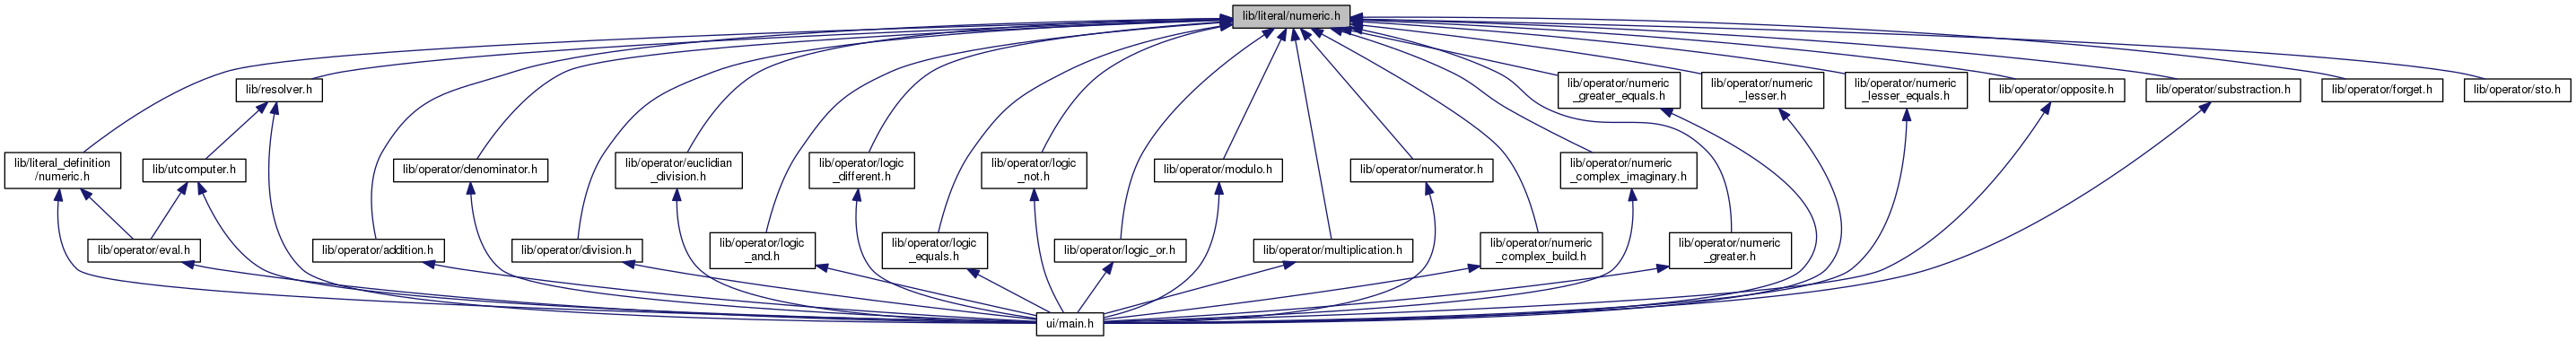 lib/literal/numeric.h
lib/resolver.h
lib/operator/numeric
_greater_equals.h
lib/operator/numeric
_lesser.h
lib/operator/numeric
_lesser_equals.h
lib/operator/opposite.h
lib/operator/substraction.h
lib/operator/forget.h
lib/operator/sto.h
lib/literal_definition
/numeric.h
lib/utcomputer.h
lib/operator/denominator.h
lib/operator/euclidian
_division.h
lib/operator/logic
_different.h
lib/operator/logic
_not.h
lib/operator/modulo.h
lib/operator/numerator.h
lib/operator/numeric
_complex_imaginary.h
lib/operator/eval.h
lib/operator/addition.h
lib/operator/division.h
lib/operator/logic
_and.h
lib/operator/logic
_equals.h
lib/operator/logic_or.h
lib/operator/multiplication.h
lib/operator/numeric
_complex_build.h
lib/operator/numeric
_greater.h
ui/main.h